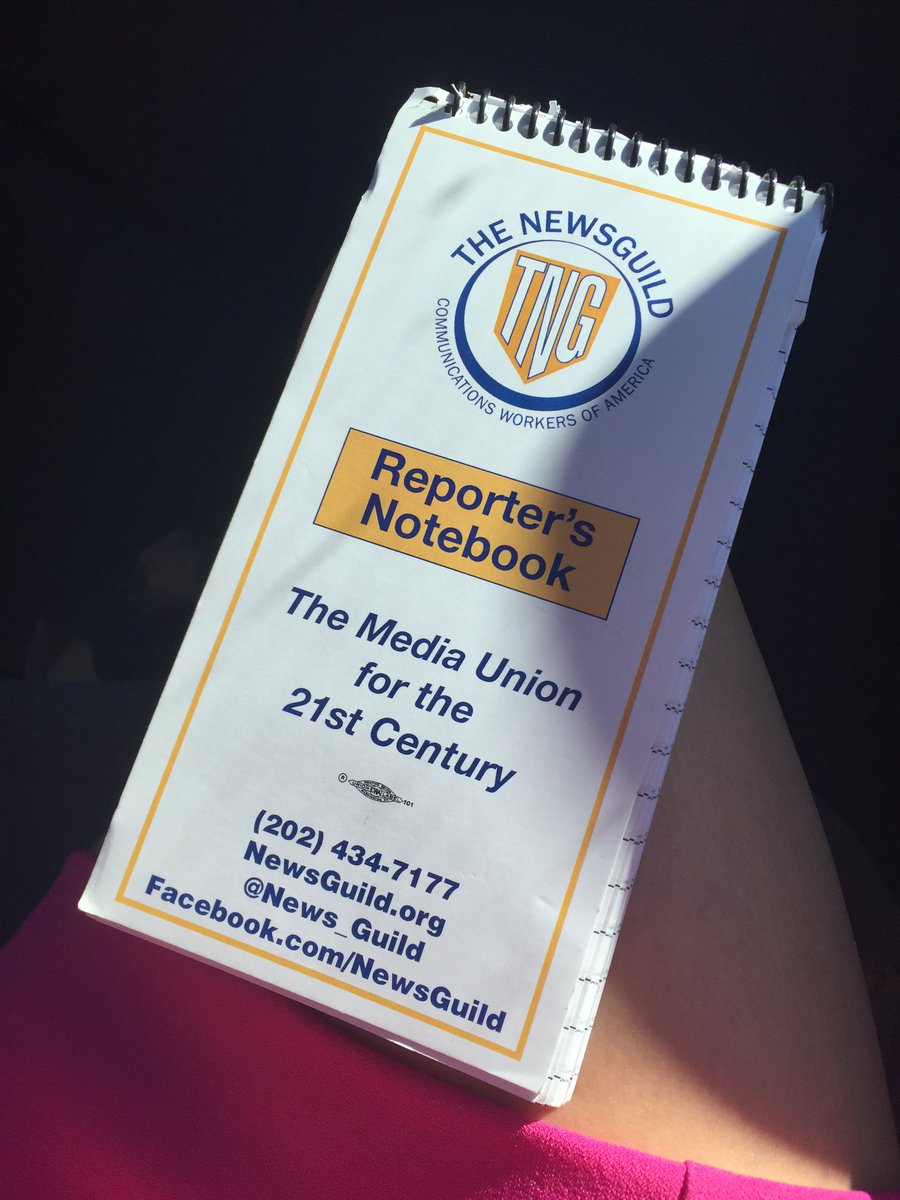 THE NEWSGUILD
TNG
COMMUNICATIONS WORKERS OF AMERICA
Reporter's
Notebook
The Media Union
for the
21st Century
101
(202) 434-7177
NewsGuild.org
@News_Guild
Facebook.com/NewsGuild